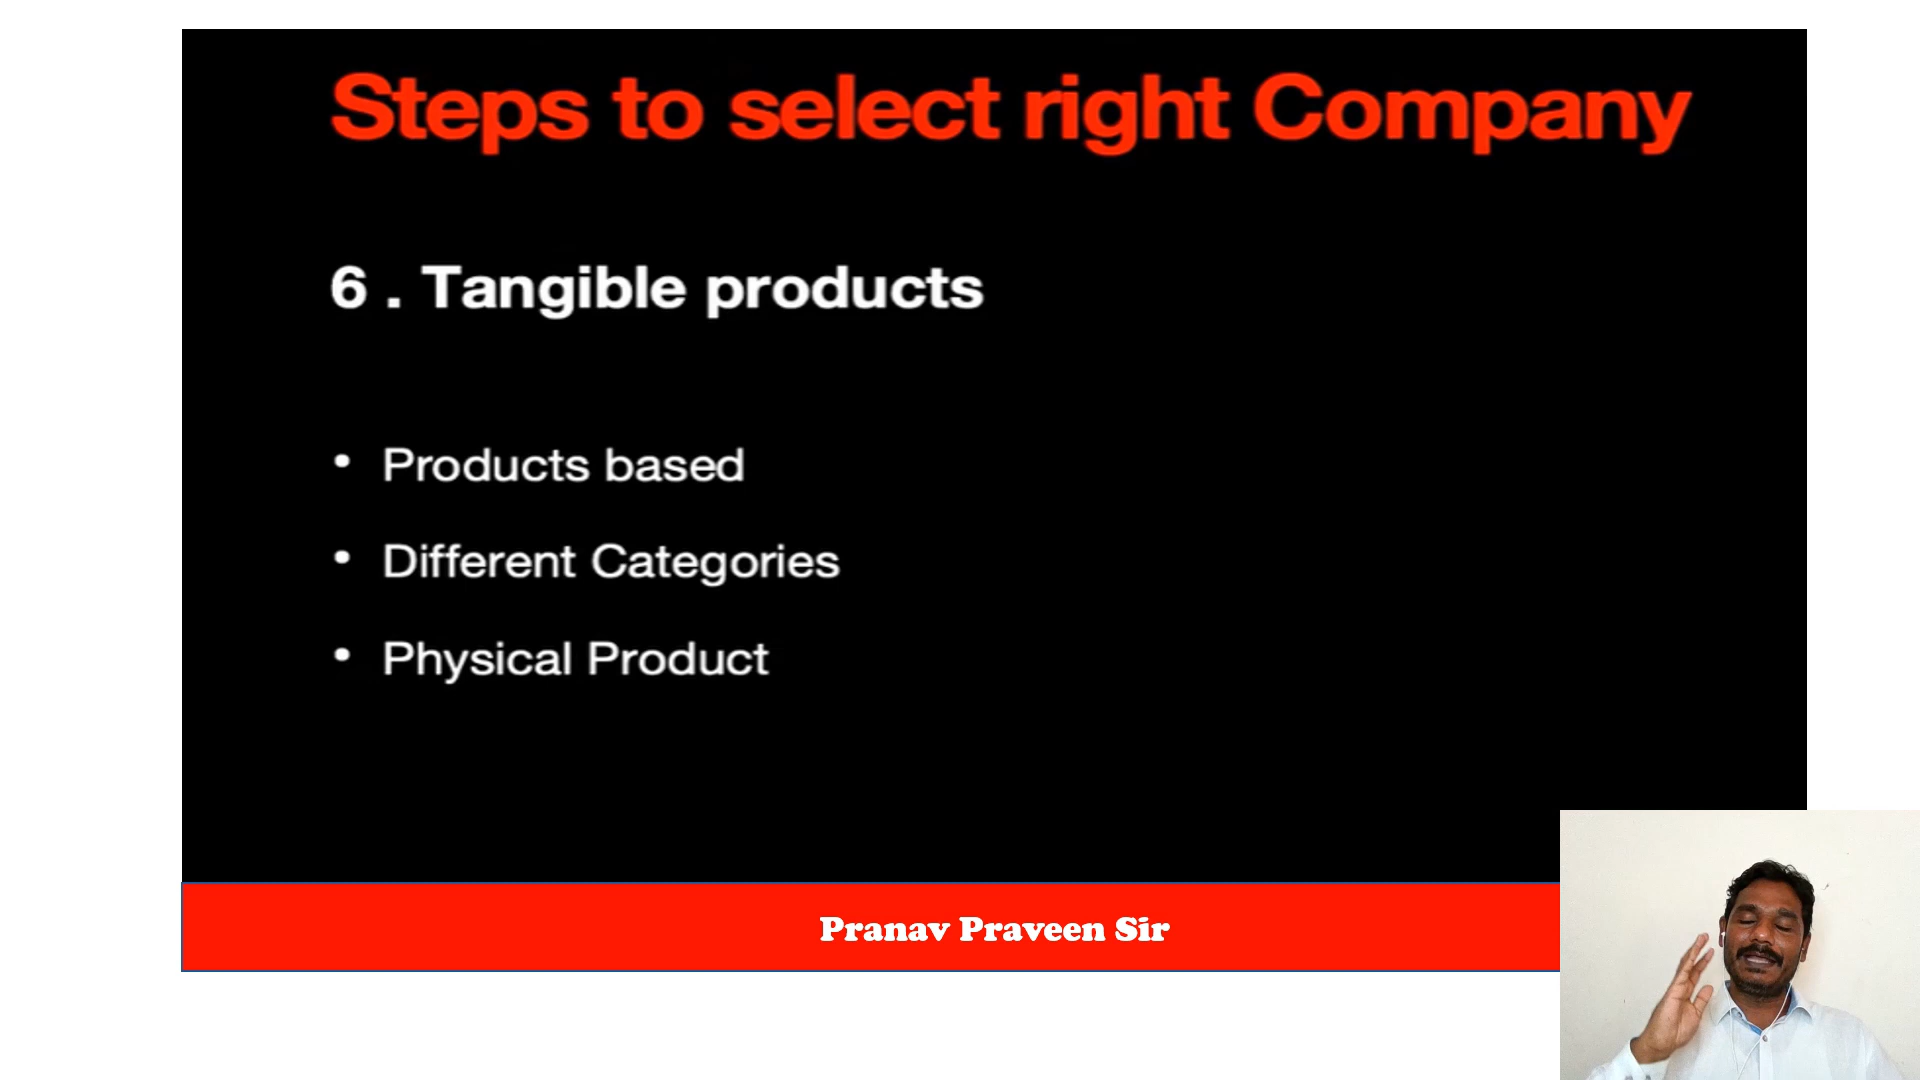 Steps to select right Company
6 . Tangible products
• Products based
• Different Categories
• Physical Product
Pranav Praveen Sir